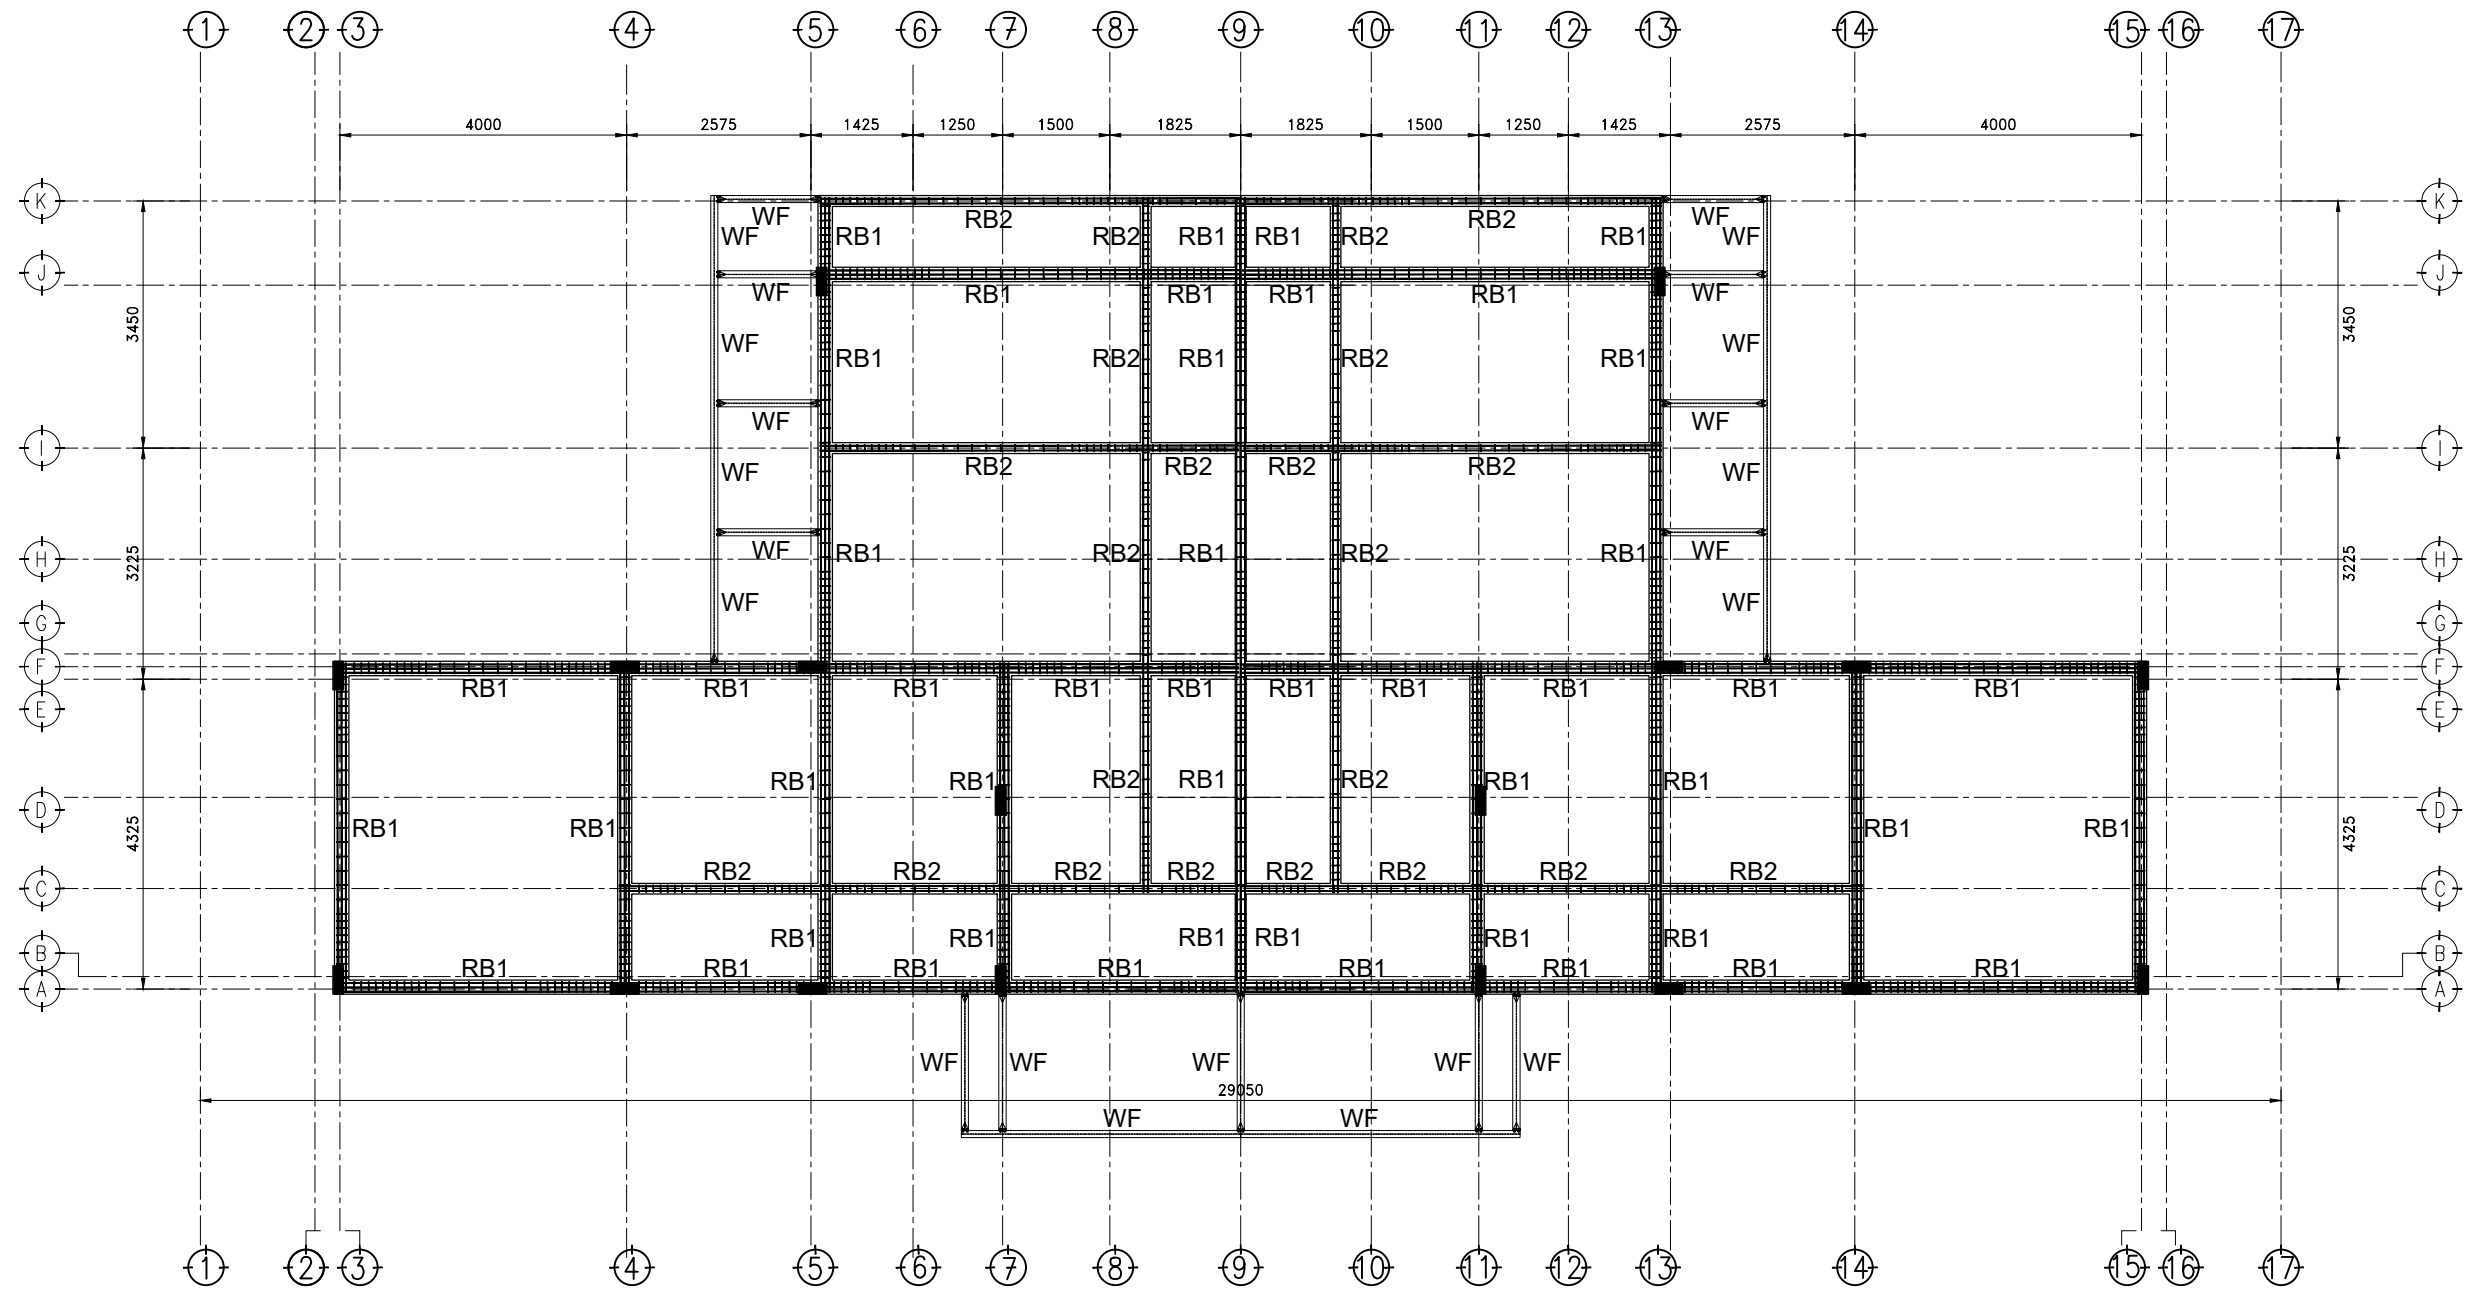 1 2 3 4 5 6 7 8 9 10 11 12 13 14 15 16 17
4000 2575 1425 1250 1500 1825 1825 1500 1250 1425 2575 4000
K K
WF RB2 RB2 WF
WF RB1 RB2 RB1 RB1 RB2 RB1 WF
J J
WF RB1 RB1 RB1 RB1 WF
3450 3450
WF WF
RB1 RB2 RB1 RB2 RB1
WF WF
I I
WF RB2 RB2 RB2 RB2 WF
WF RB1 RB2 RB1 RB2 RB1 WF
H H
3225 3225
WF WF
G G
F F
RB1 RB1 RB1 RB1 RB1 RB1 RB1 RB1 RB1 RB1
E E
RB1 RB1 RB2 RB1 RB2 RB1 RB1
D D
4325 RB1 RB1 RB1 RB1 4325
RB2 RB2 RB2 RB2 RB2 RB2 RB2 RB2
C C
RB1 RB1 RB1 RB1 RB1 RB1
B B
RB1 RB1 RB1 RB1 RB1 RB1 RB1 RB1
A A
WF WF WF WF WF
29050
WF WF
1 2 3 4 5 6 7 8 9 10 11 12 13 14 15 16 17